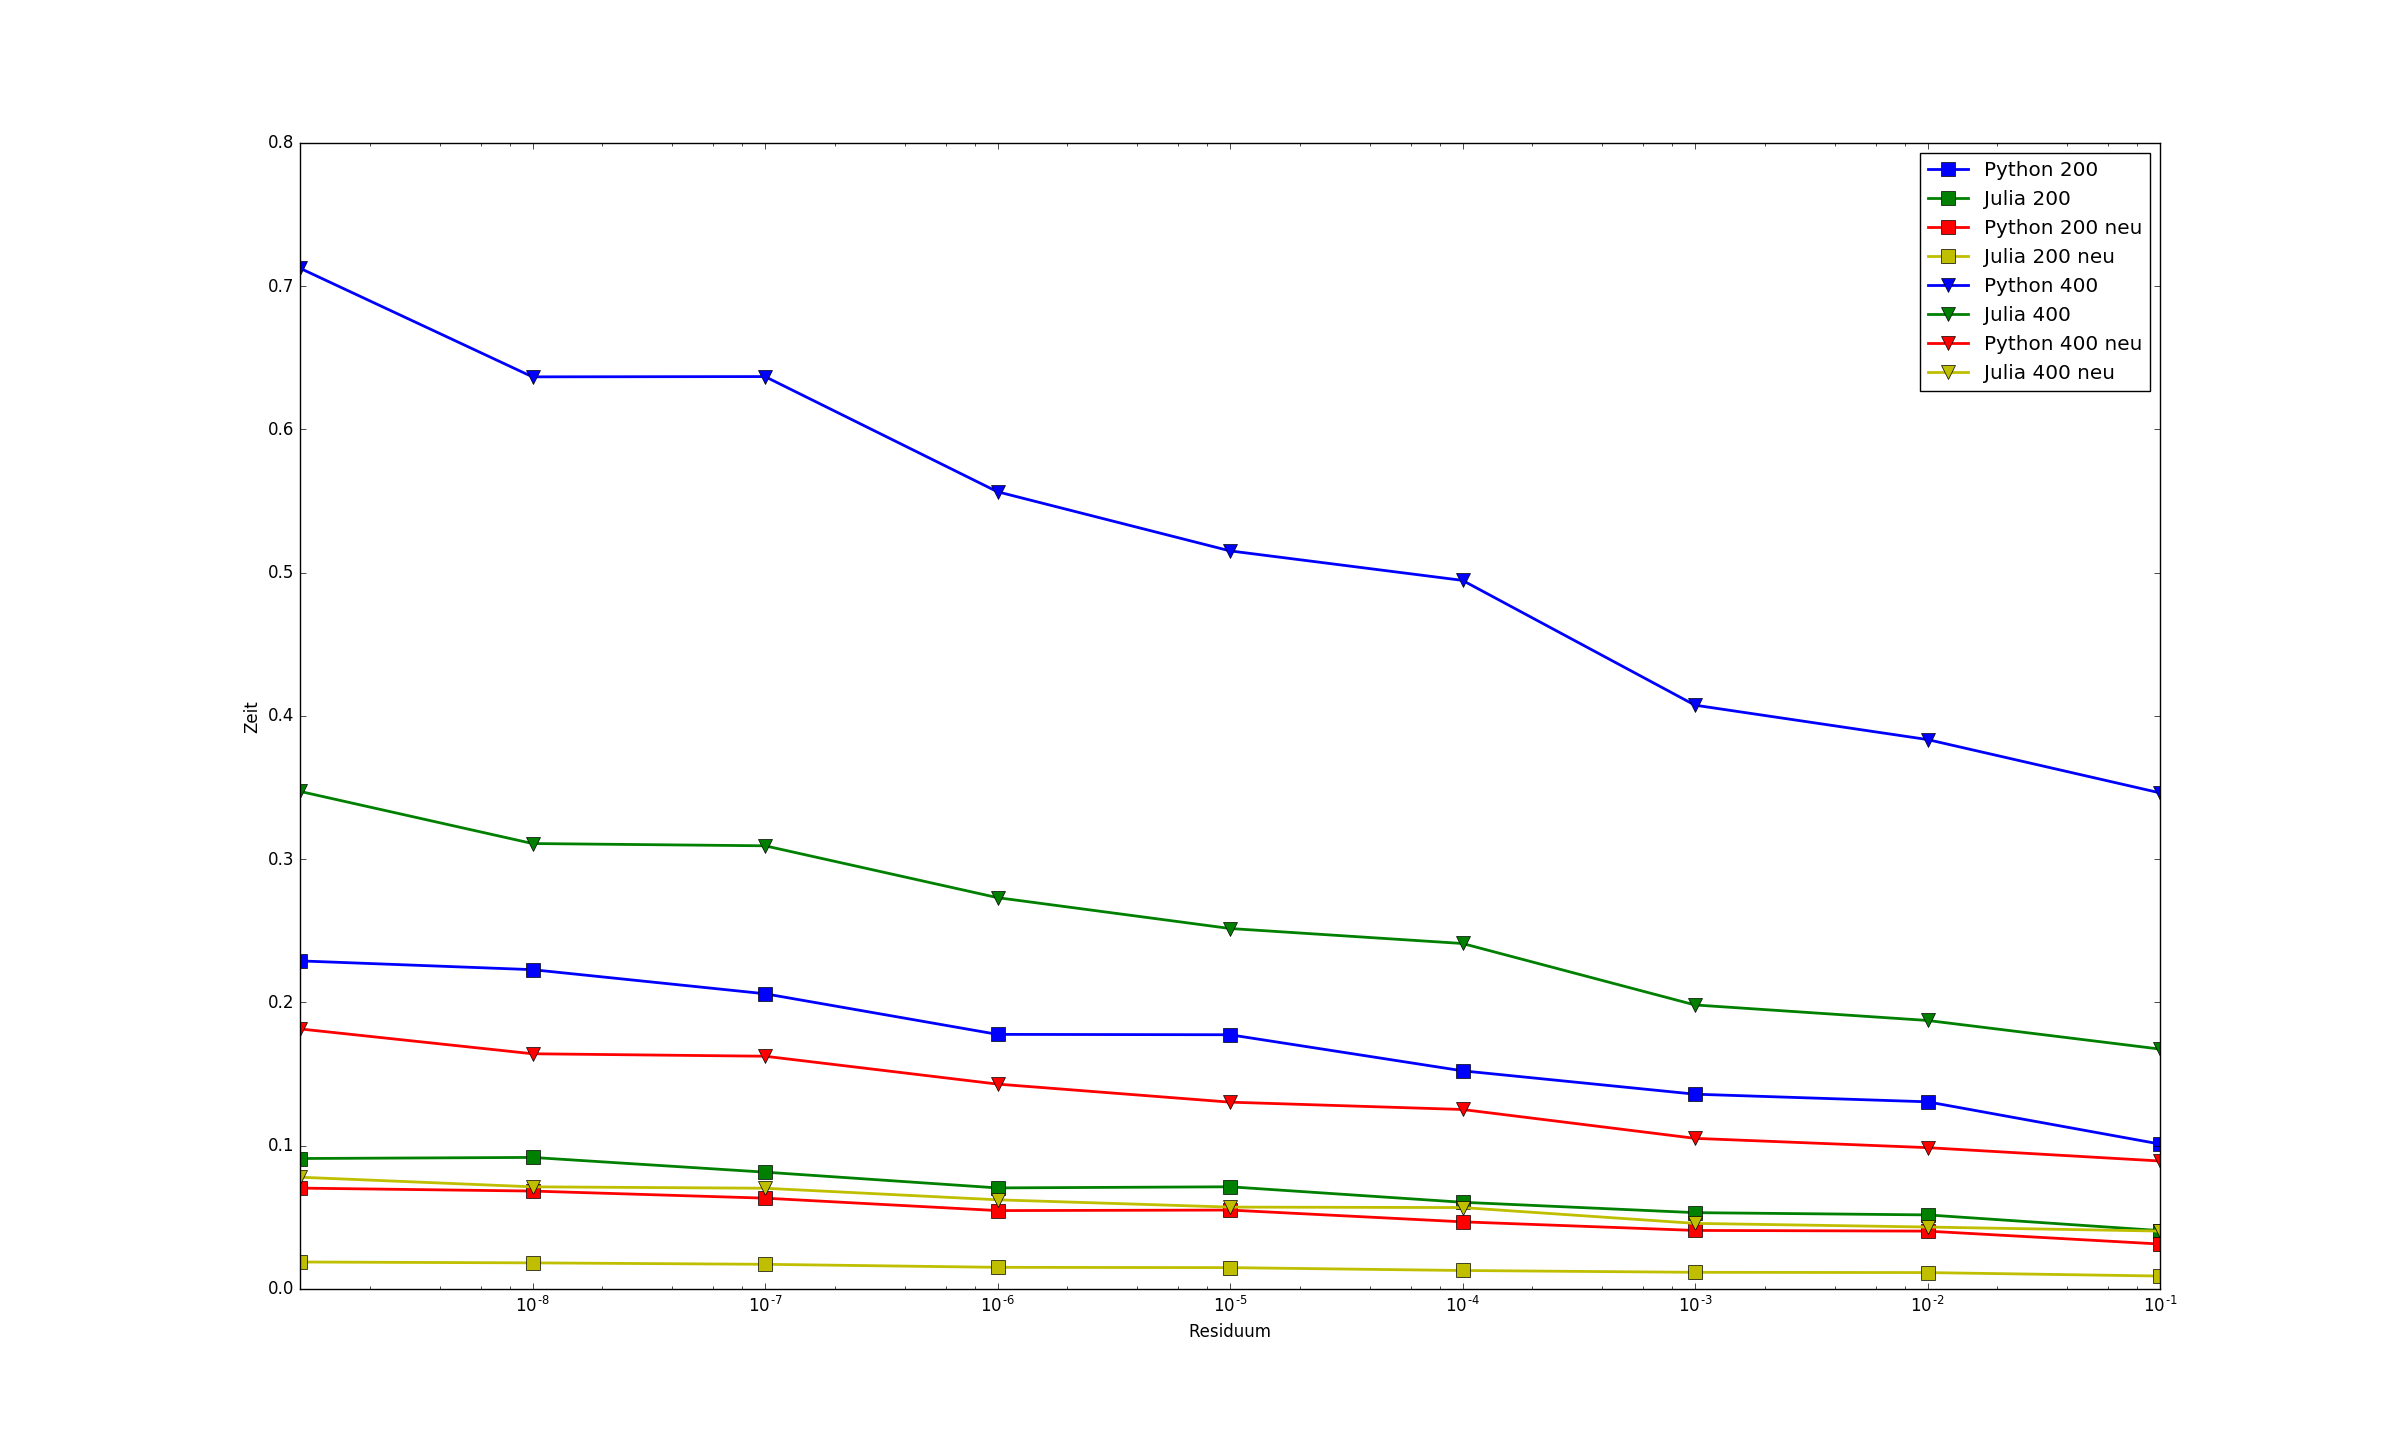 0.8
0.7
0.6
0.5
0.4
0.3
0.2
0.1
0.0
Zeit
Python 200
Julia 200
Python 200 neu
Julia 200 neu
Python 400
Julia 400
Python 400 neu
Julia 400 neu
10^-8 10^-7 10^-6 10^-5 10^-4 10^-3 10^-2 10^-1
Residuum